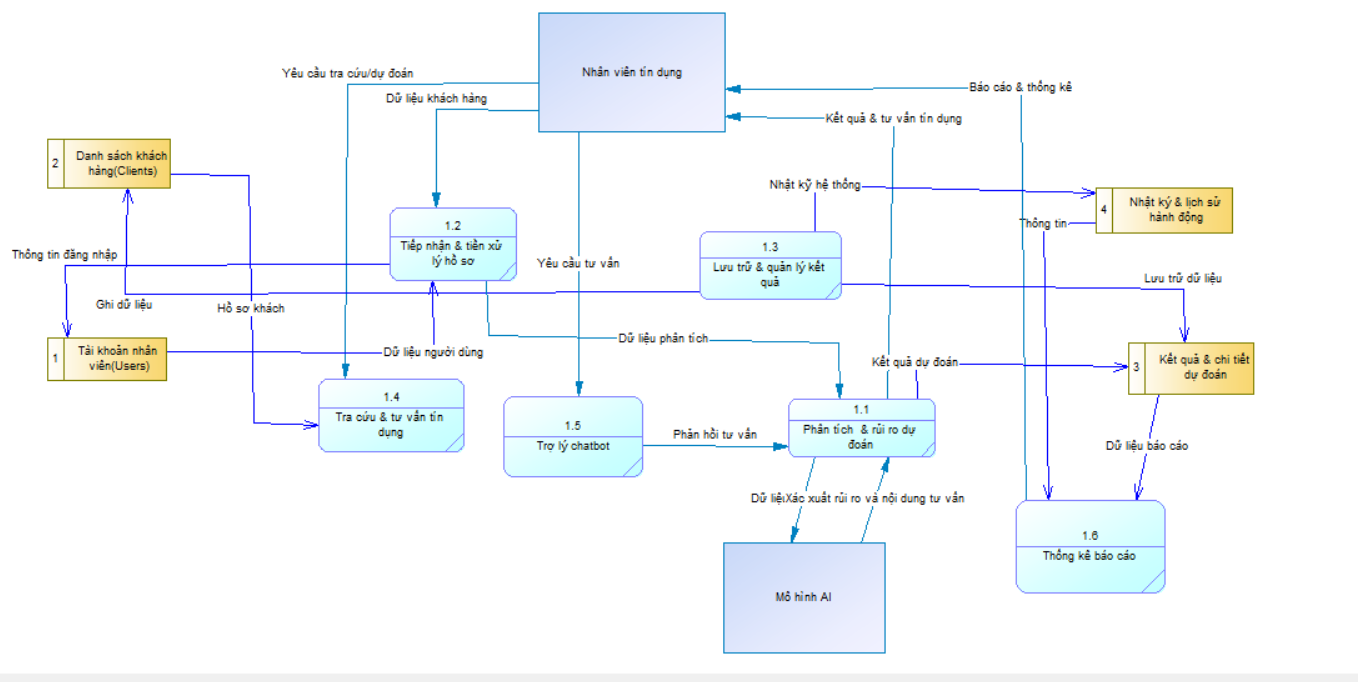 Nhân viên tín dụng
Yêu cầu tra cứu/dự đoán
Dữ liệu khách hàng
Báo cáo & thống kê
Kết quả & tư vấn tín dụng
2
Danh sách khách
hàng(Clients)
Nhật ký hệ thống
4
Nhật ký & lịch sử
hành động
Thông tin
1.2
Tiếp nhận & tiền xử
lý hồ sơ
1.3
Lưu trữ & quản lý kết
quả
Thông tin đăng nhập
Yêu cầu tư vấn
Lưu trữ dữ liệu
Ghi dữ liệu
Hồ sơ khách
1
Tài khoản nhân
viên(Users)
Dữ liệu người dùng
Dữ liệu phân tích
Kết quả dự đoán
3
Kết quả & chi tiết
dự đoán
1.4
Tra cứu & tư vấn tín
dụng
1.5
Trợ lý chatbot
Phản hồi tư vấn
1.1
Phân tích & rủi ro dự
đoán
Dữ liệu báo cáo
Dữ liệ
Xác xuất rủi ro và nội dung tư vấn
1.6
Thống kê báo cáo
Mô hình AI